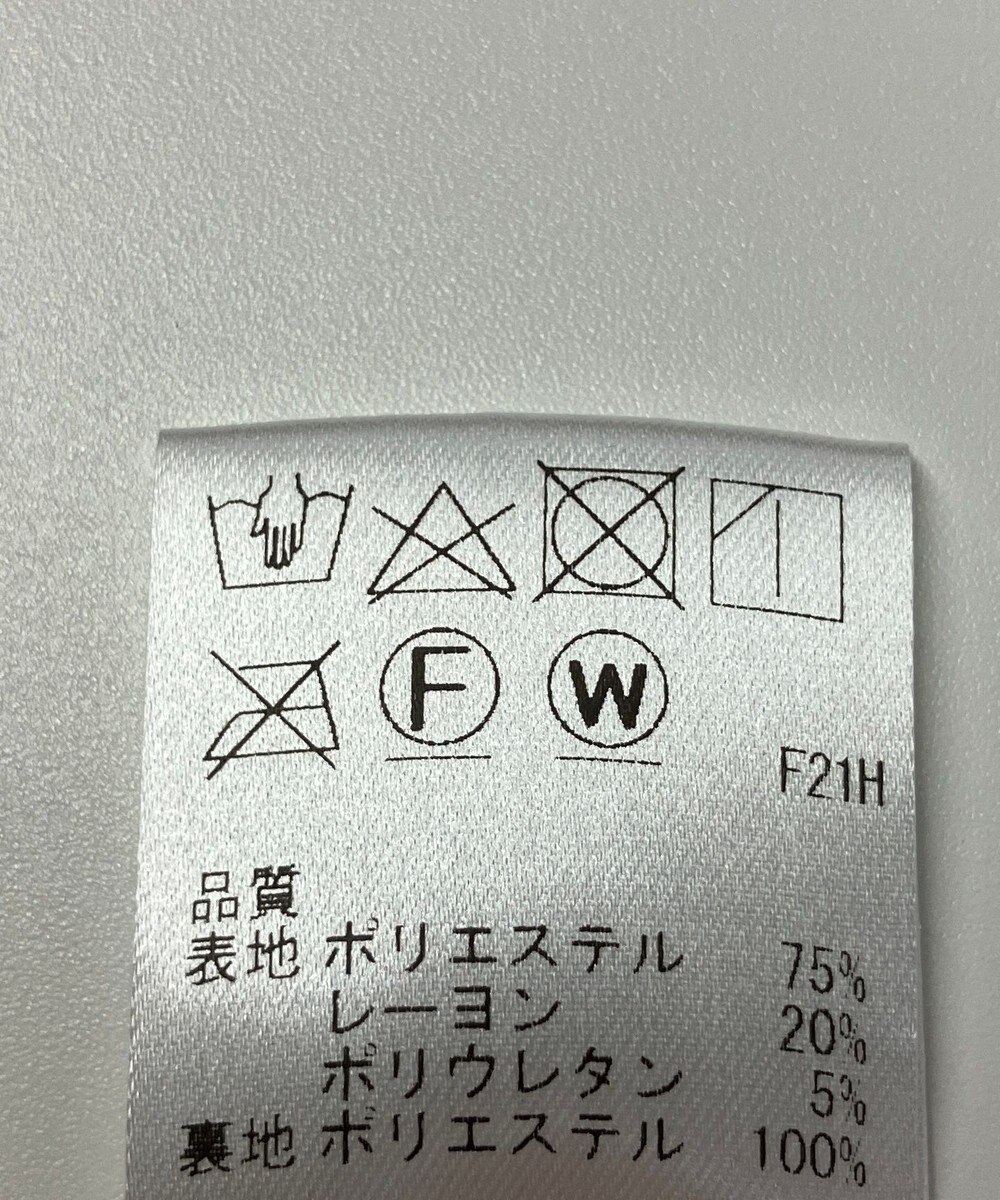 F W
F21H
品質
表地 ポリエステル 75%
レーヨン 20%
ポリウレタン 5%
裏地 ポリエステル 100%